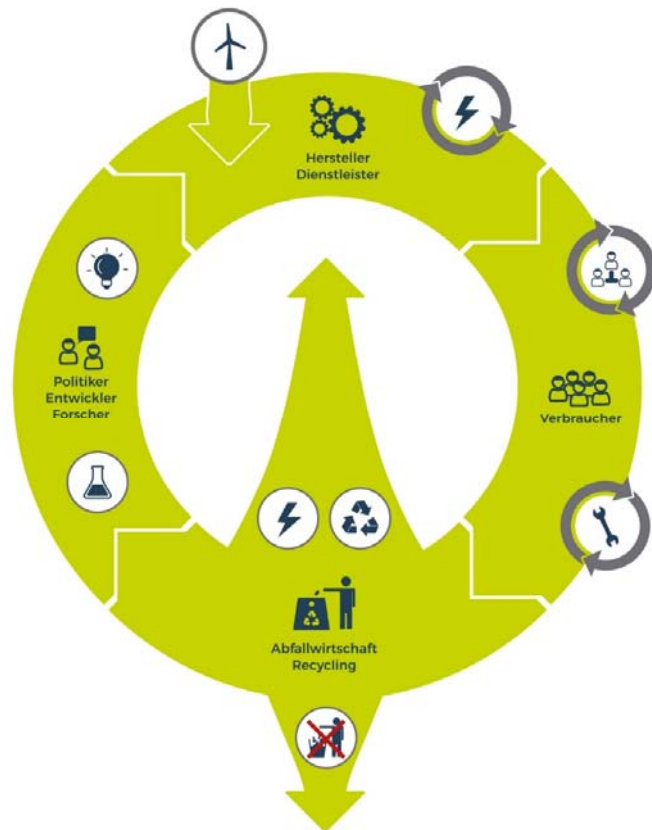 Hersteller
Dienstleister
Politiker
Entwickler
Forscher
Verbraucher
Abfallwirtschaft
Recycling